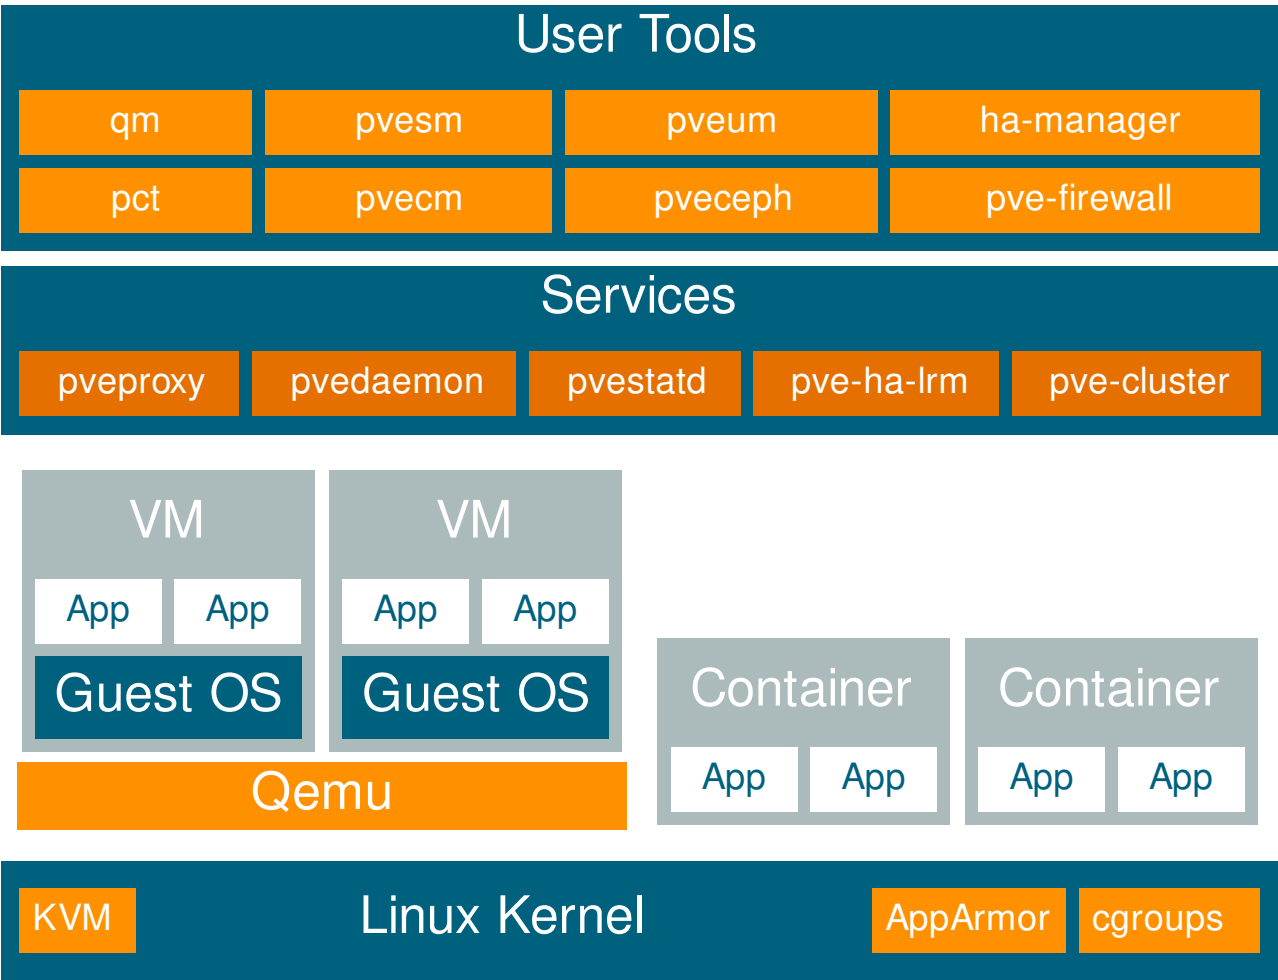 User Tools
qm pvesm pveum ha-manager
pct pvecm pveceph pve-firewall
Services
pveproxy pvedaemon pvestatd pve-ha-lrm pve-cluster
VM VM
App App App App
Guest OS Guest OS
Container Container
App App App App
Qemu
KVM Linux Kernel AppArmor cgroups